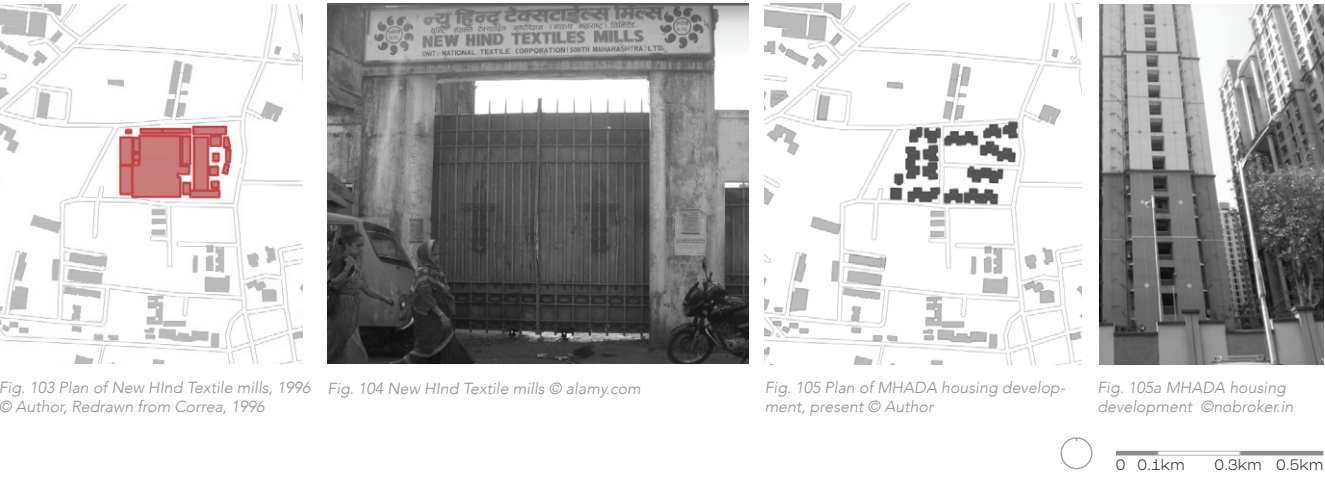 न्यु हिन्द टेक्सटाईल्स मिल्स
NEW HIND TEXTILES MILLS
UNIT: NATIONAL TEXTILE CORPORATION (SOUTH MAHARASHTRA) LTD.
Fig. 103 Plan of New HInd Textile mills, 1996
© Author, Redrawn from Correa, 1996
Fig. 104 New HInd Textile mills © alamy.com
Fig. 105 Plan of MHADA housing develop-
ment, present © Author
Fig. 105a MHADA housing
development ©nobroker.in
0 0.1km 0.3km 0.5km